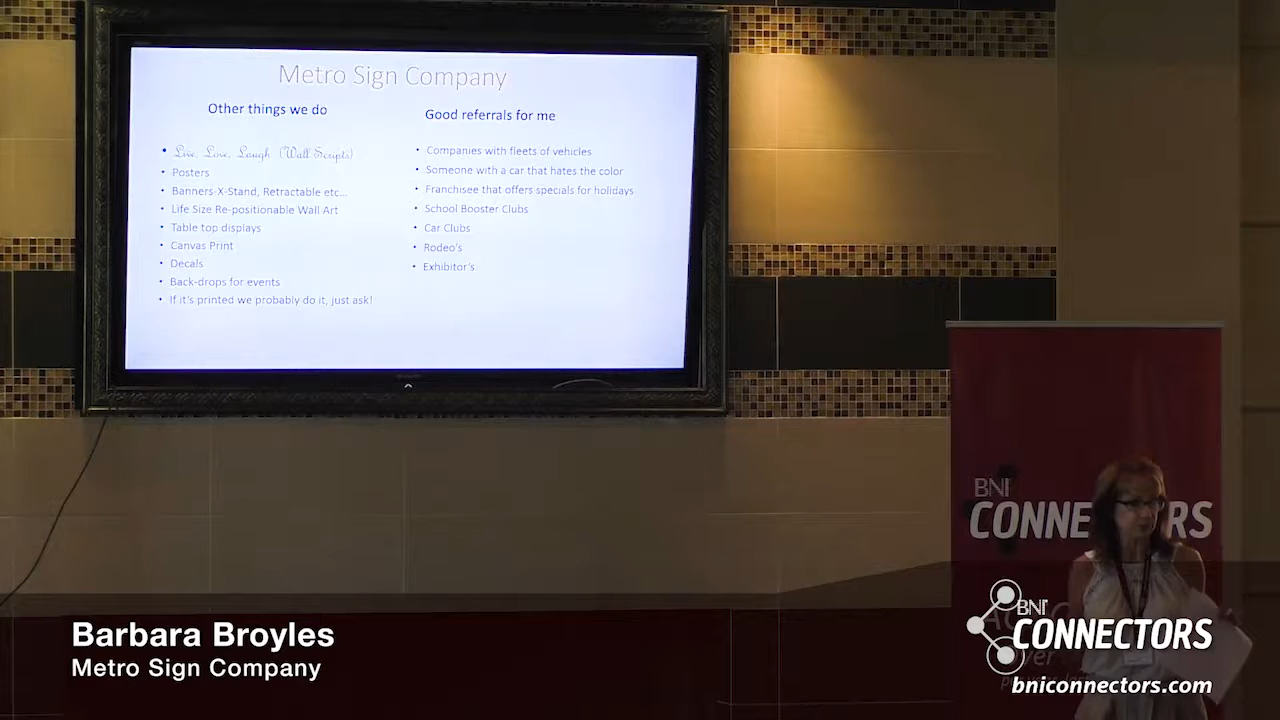 Metro Sign Company
Other things we do
• Live, Love, Laugh (Wall Scripts)
• Posters
• Banners-X-Stand, Retractable etc...
• Life Size Re-positionable Wall Art
• Table top displays
• Canvas Print
• Decals
• Back-drops for events
• If it's printed we probably do it, just ask!
Good referrals for me
• Companies with fleets of vehicles
• Someone with a car that hates the color
• Franchisee that offers specials for holidays
• School Booster Clubs
• Car Clubs
• Rodeo's
• Exhibitor's
BNI
CONNE RS
Barbara Broyles
Metro Sign Company
BNI
CONNECTORS
bniconnectors.com